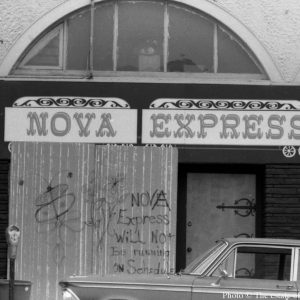 NOVA EXPRESS
NOVA
Express
Will Not
BE running
ON Schedule